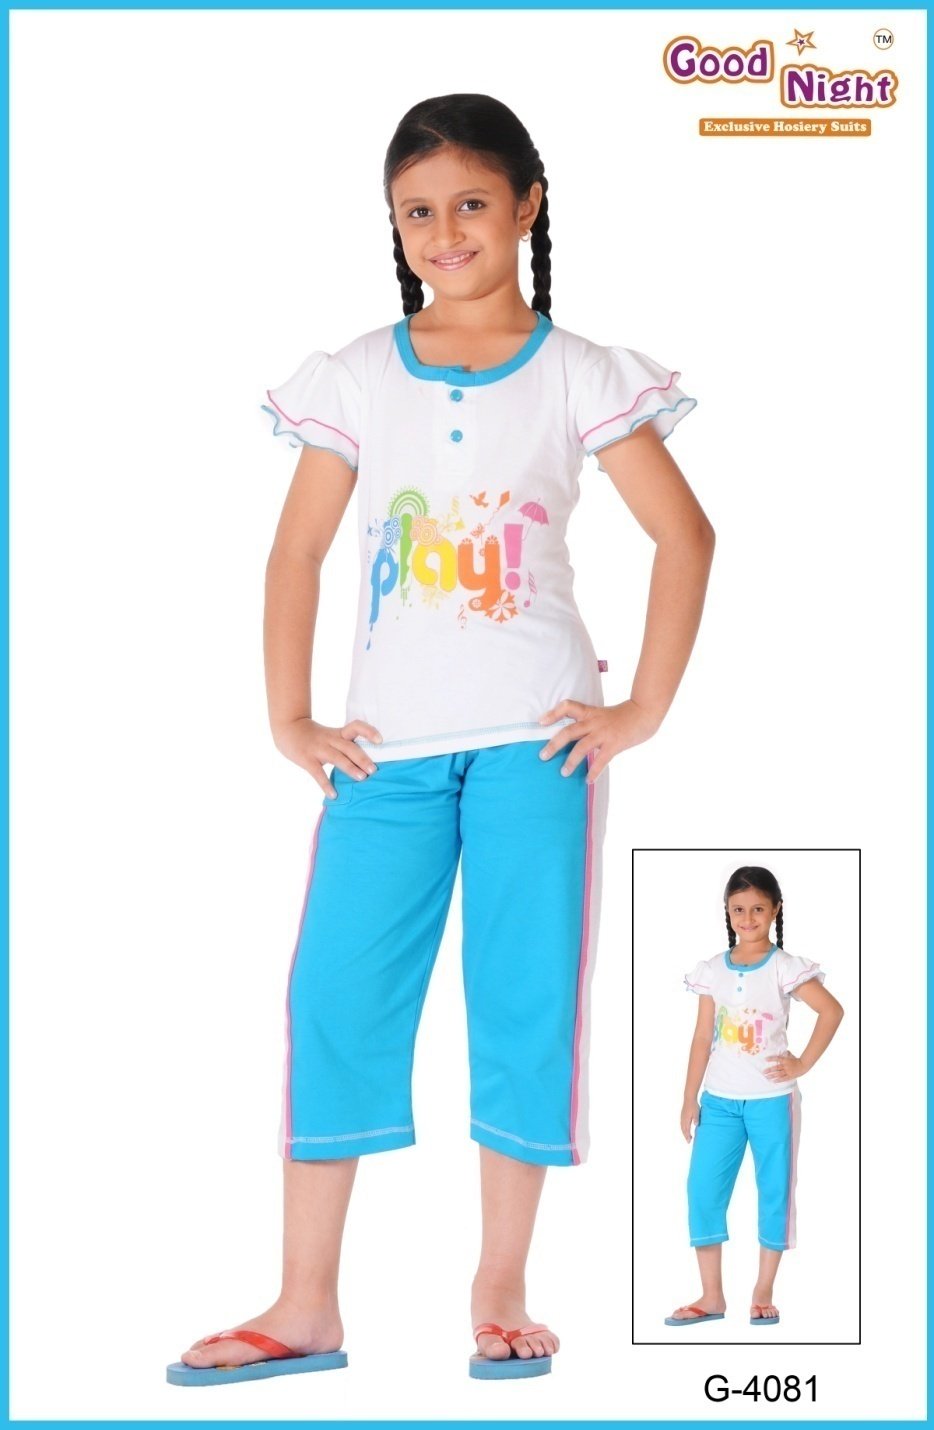 Good
Night
TM
Exclusive Hosiery Suits
play!
play!
G-4081